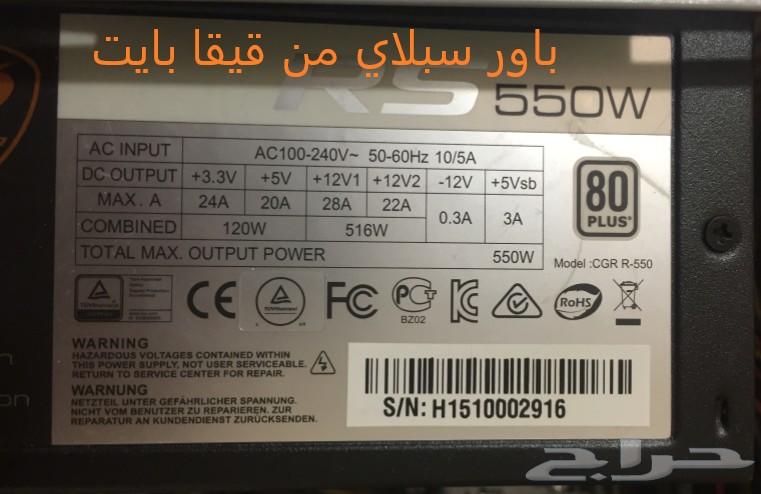 باور سبلاي من قيقا بايت
RS 550W
AC INPUT AC100-240V~ 50-60Hz 10/5A
DC OUTPUT +3.3V +5V +12V1 +12V2 -12V +5Vsb
MAX. A 24A 20A 28A 22A 0.3A 3A
COMBINED 120W 516W
TOTAL MAX. OUTPUT POWER 550W
80
PLUS
Model :CGR R-550
CE FC PCT BZ02 RoHS
WARNING
HAZARDOUS VOLTAGES CONTAINED WITHIN
THIS POWER SUPPLY, NOT USER SERVICEABLE.
RETURN TO SERVICE CENTER FOR REPAIR.
WARNUNG
NETZTEIL UNTER GEFÄHRLICHER SPANNUNG.
NICHT VOM BENUTZER ZU REPARIEREN. ZUR
REPARATUR AN KUNDENDIENST ZURÜCKSENDEN.
S/N: H1510002916
حراج